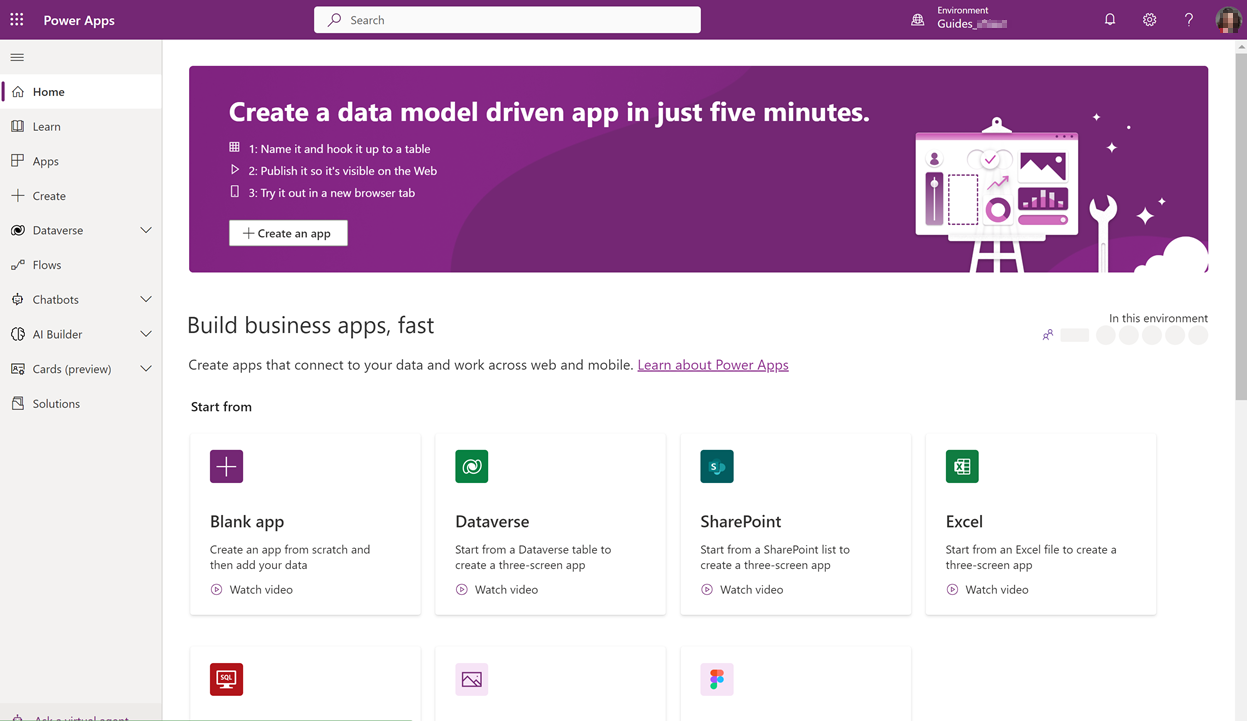 Power Apps
Search
Environment
Guides_
?
Home
Learn
Apps
Create
Dataverse
Flows
Chatbots
AI Builder
Cards (preview)
Solutions
Ask a virtual agent
Create a data model driven app in just five minutes.
1: Name it and hook it up to a table
2: Publish it so it's visible on the Web
3: Try it out in a new browser tab
Create an app
Build business apps, fast
In this environment
Create apps that connect to your data and work across web and mobile. Learn about Power Apps
Start from
Blank app
Create an app from scratch and
then add your data
Watch video
Dataverse
Start from a Dataverse table to
create a three-screen app
Watch video
S
SharePoint
Start from a SharePoint list to
create a three-screen app
Watch video
X
Excel
Start from an Excel file to create a
three-screen app
Watch video
SQL